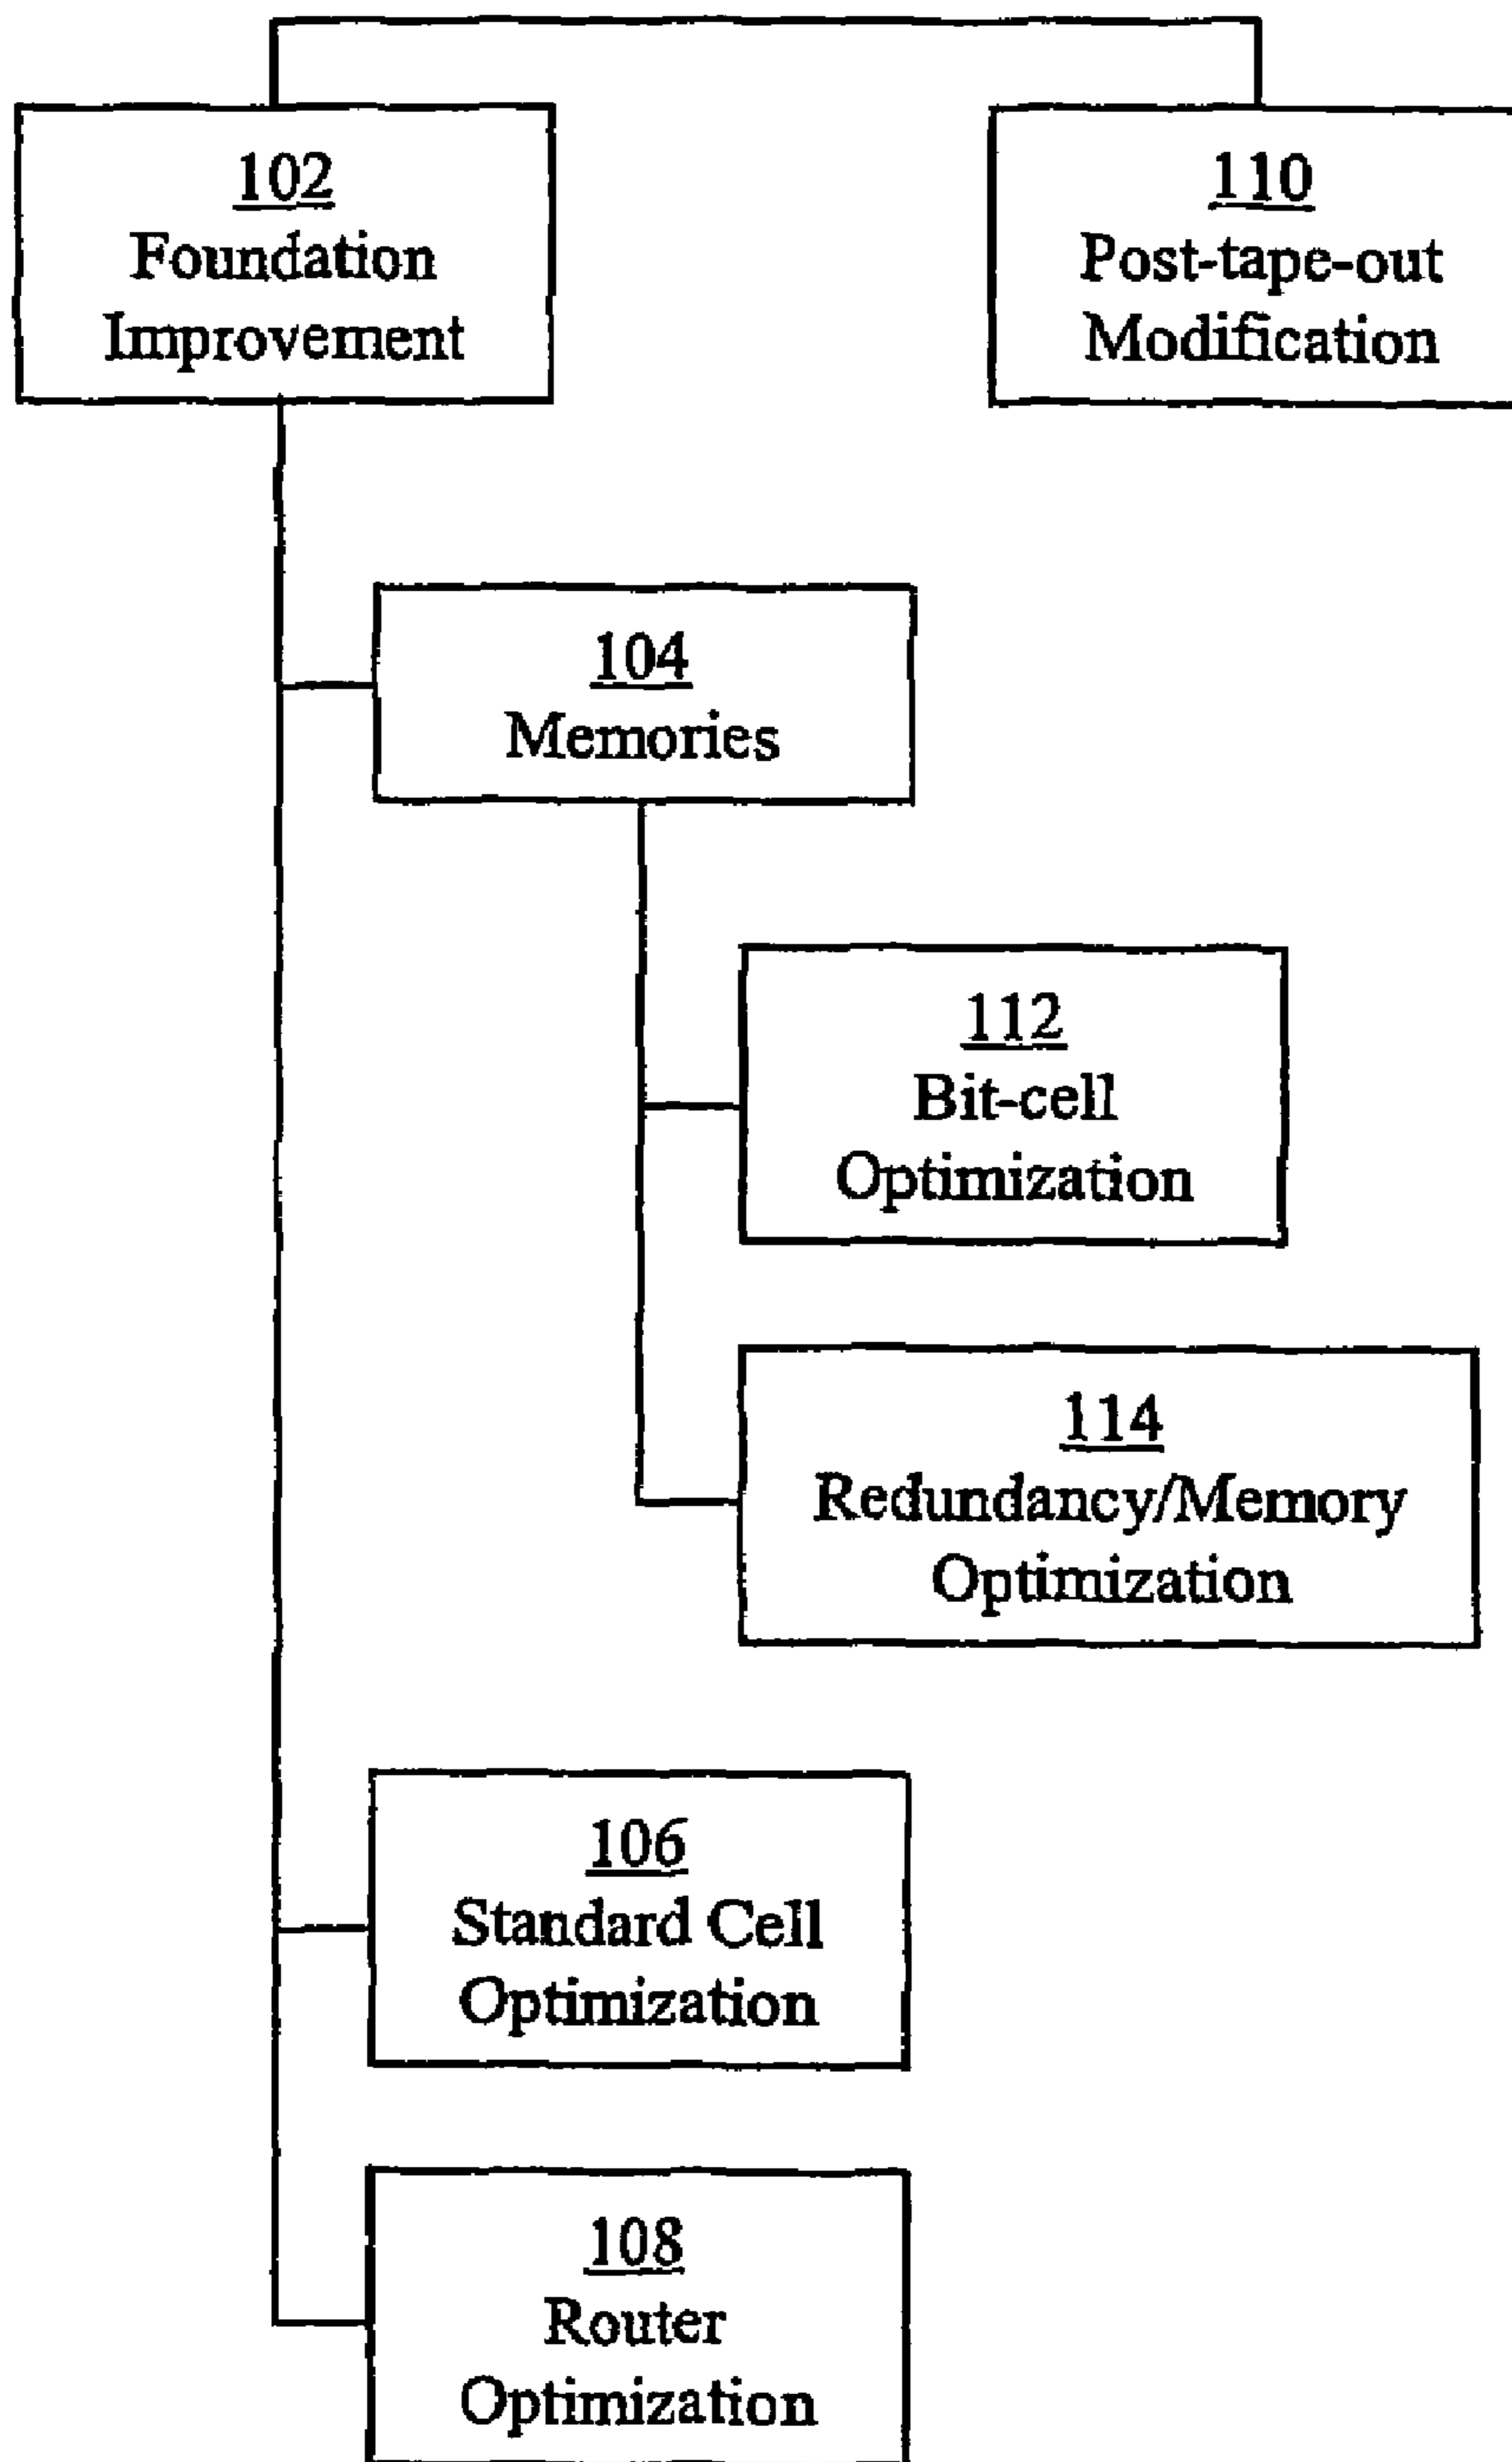 102
Foundation
Improvement
110
Post-tape-out
Modification
104
Memories
112
Bit-cell
Optimization
114
Redundancy/Memory
Optimization
106
Standard Cell
Optimization
108
Router
Optimization